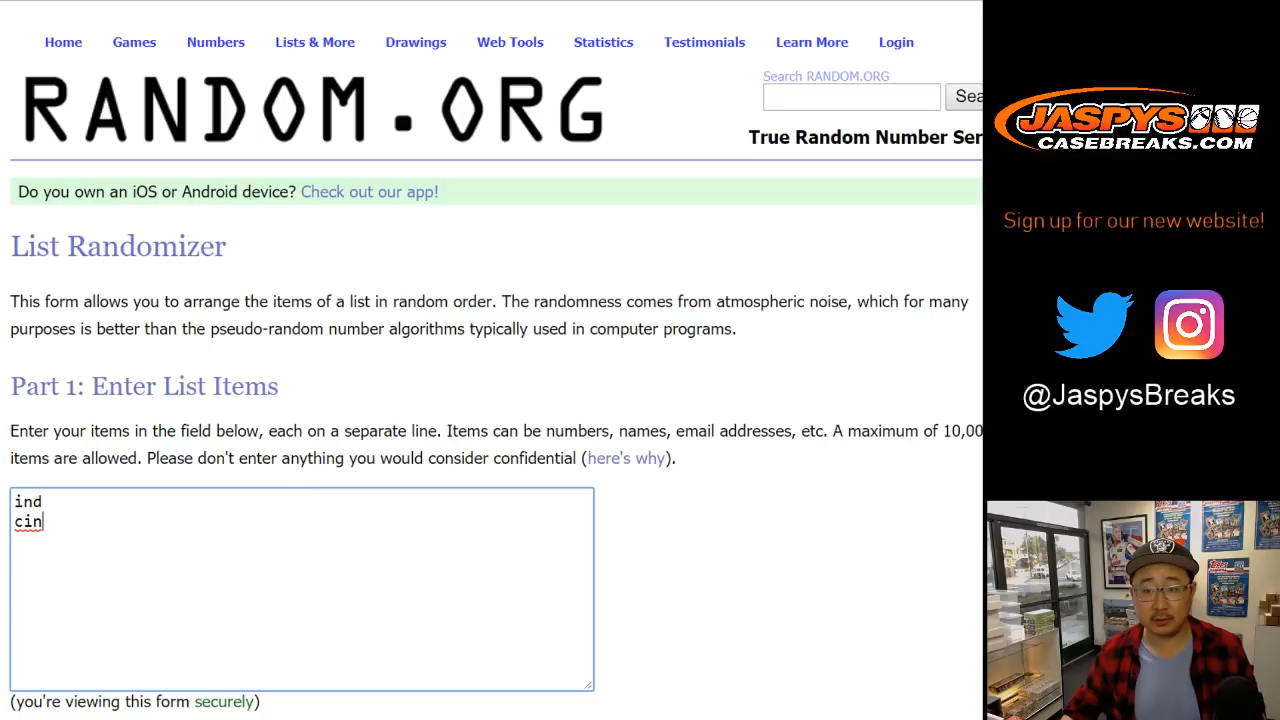 Home Games Numbers Lists & More Drawings Web Tools Statistics Testimonials Learn More Login
RANDOM.ORG
Search RANDOM.ORG
Sea
True Random Number Ser
Do you own an iOS or Android device? Check out our app!
List Randomizer
This form allows you to arrange the items of a list in random order. The randomness comes from atmospheric noise, which for many
purposes is better than the pseudo-random number algorithms typically used in computer programs.
Part 1: Enter List Items
Enter your items in the field below, each on a separate line. Items can be numbers, names, email addresses, etc. A maximum of 10,00
items are allowed. Please don't enter anything you would consider confidential (here's why).
ind
cin
(you're viewing this form securely)
JASPYS
CASEBREAKS.COM
Sign up for our new website!
@JaspysBreaks